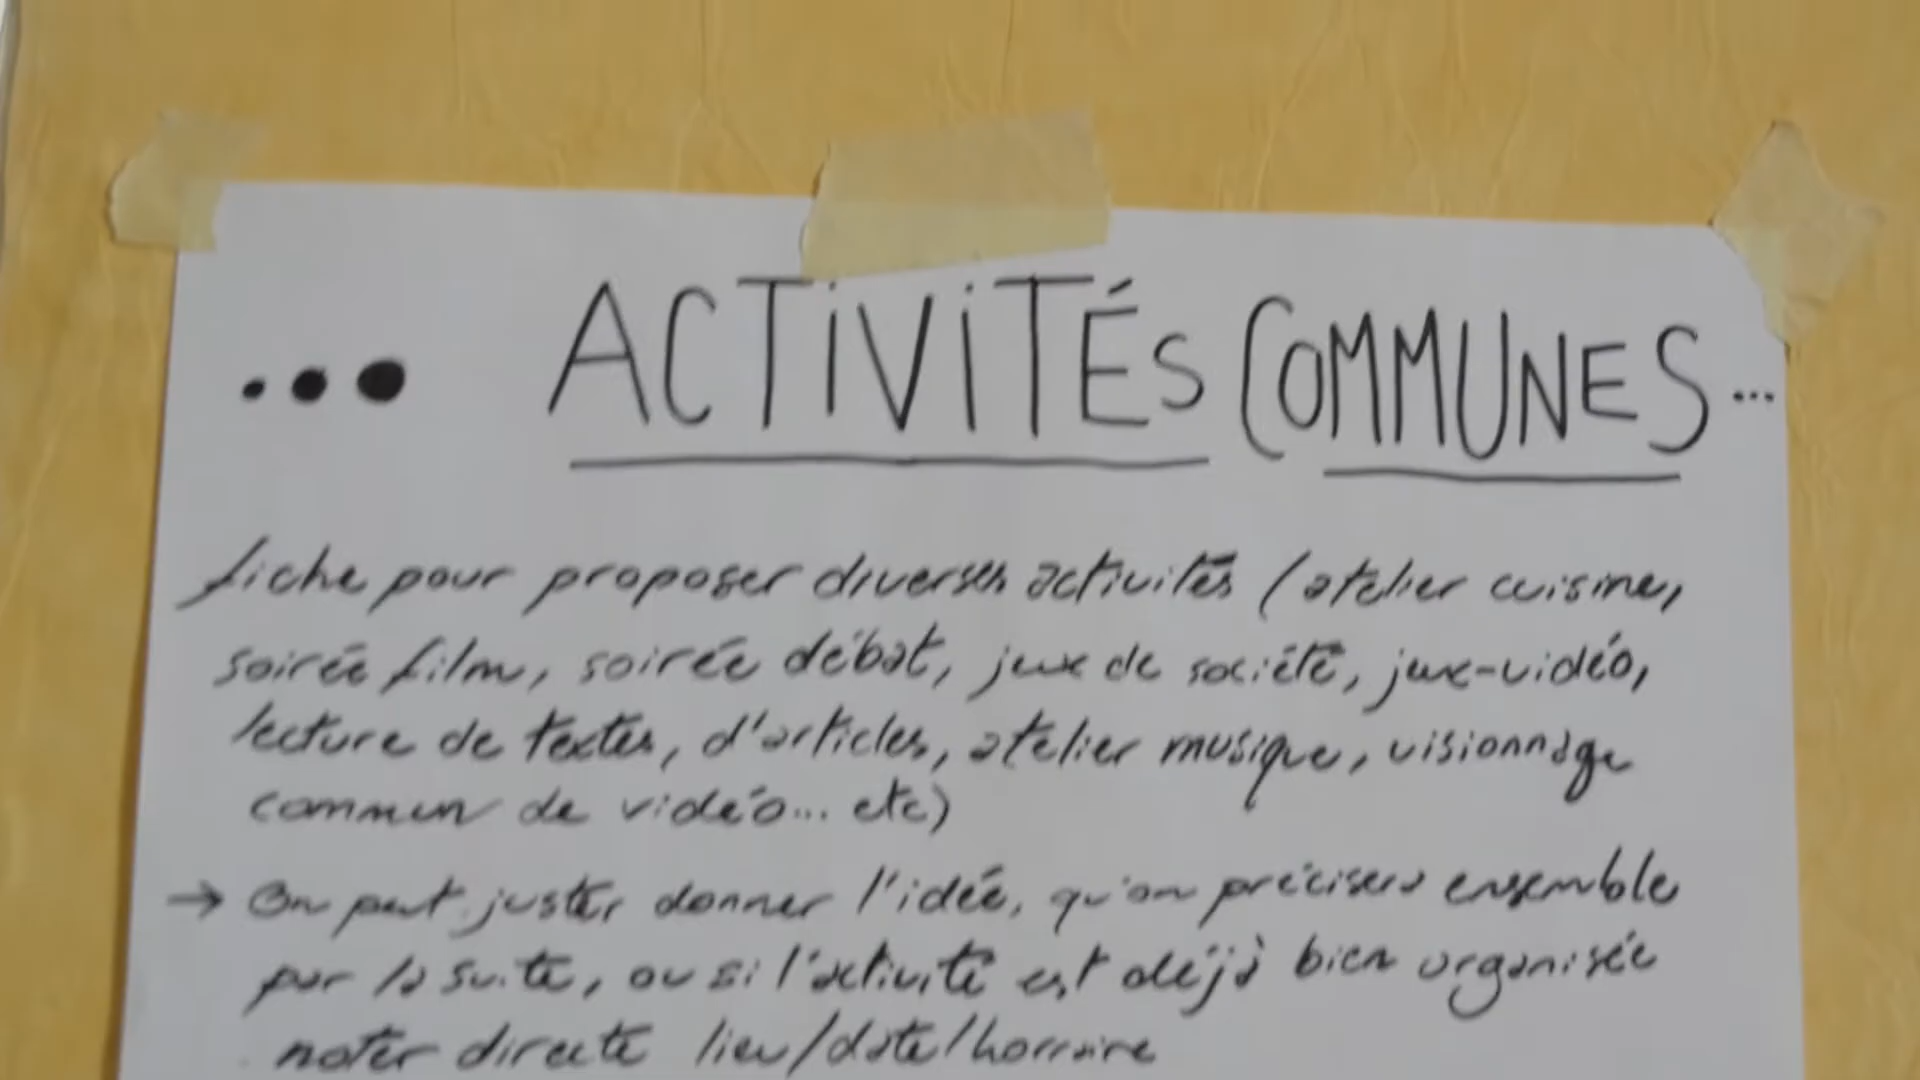 ... ACTiViTÉS COMMUNES...
fiche pour proposer diverses activités (atelier cuisine,
soirée film, soirée débat, jeux de société, jeux-vidéo,
lecture de textes, d'articles, atelier musique, visionnage
commun de vidéo... etc)
→ On peut juster donner l'idée, qu'on précisera ensemble
par la suite, ou si l'activité est déjà bien organisée
noter directe lieu/date/horraire